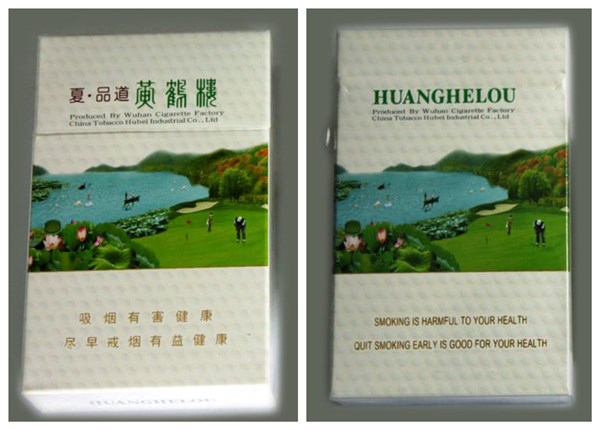 夏·品道 黄鹤楼
Produced By Wuhan Cigarette Factory
China Tobacco Hubei Industrial Co., Ltd
吸烟有害健康
尽早戒烟有益健康
HUANGHELOU
HUANGHELOU
Produced By Wuhan Cigarette Factory
China Tobacco Hubei Industrial Co., Ltd
SMOKING IS HARMFUL TO YOUR HEALTH
QUIT SMOKING EARLY IS GOOD FOR YOUR HEALTH